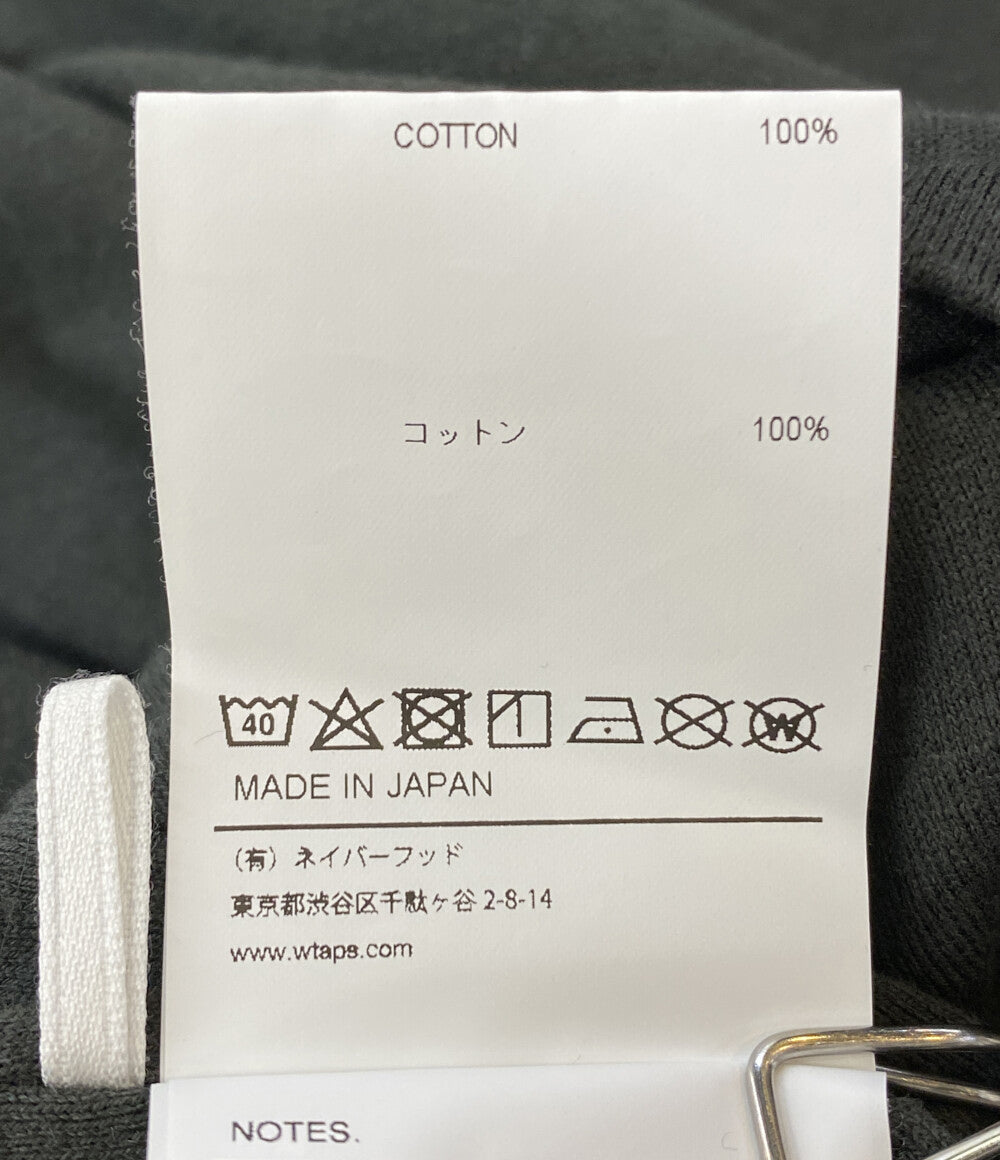 COTTON 100%
コットン 100%
40
W
MADE IN JAPAN
(有) ネイバーフッド
東京都渋谷区千駄ヶ谷 2-8-14
www.wtaps.com
NOTES.